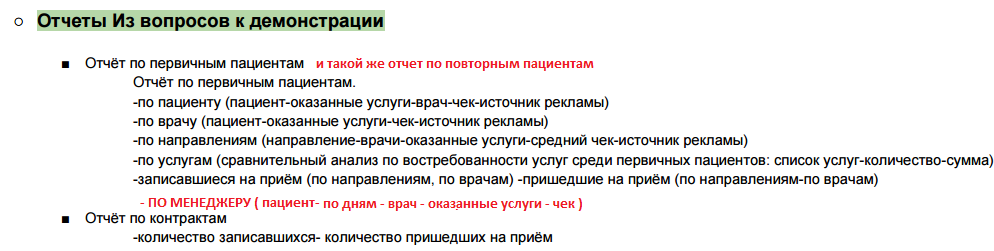 Отчеты Из вопросов к демонстрации
Отчёт по первичным пациентам и такой же отчет по повторным пациентам
Отчёт по первичным пациентам.
-по пациенту (пациент-оказанные услуги-врач-чек-источник рекламы)
-по врачу (пациент-оказанные услуги-чек-источник рекламы)
-по направлениям (направление-врачи-оказанные услуги-средний чек-источник рекламы)
-по услугам (сравнительный анализ по востребованности услуг среди первичных пациентов: список услуг-количество-сумма)
-записавшиеся на приём (по направлениям, по врачам) -пришедшие на приём (по направлениям-по врачам)
- ПО МЕНЕДЖЕРУ ( пациент- по дням - врач - оказанные услуги - чек )
Отчёт по контрактам
-количество записавшихся- количество пришедших на приём